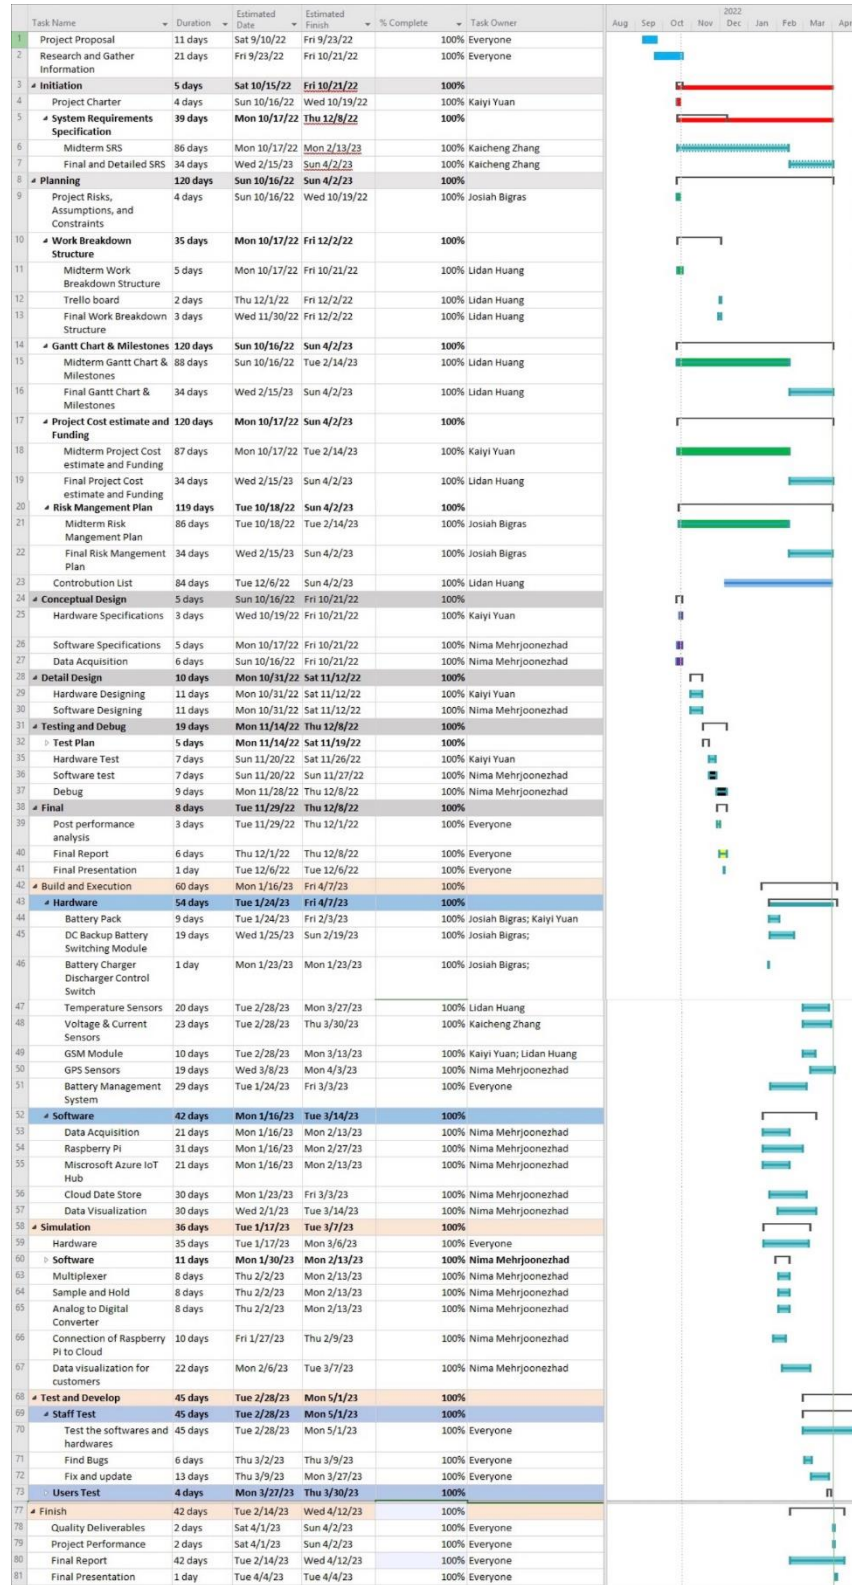 2022
Task Name Duration Estimated Date Estimated Finish % Complete Task Owner Aug Sep Oct Nov Dec Jan Feb Mar Apr
1 Project Proposal 11 days Sat 9/10/22 Fri 9/23/22 100% Everyone
2 Research and Gather Information 21 days Fri 9/23/22 Fri 10/21/22 100% Everyone
3 Initiation 5 days Sat 10/15/22 Fri 10/21/22 100%
4 Project Charter 4 days Sun 10/16/22 Wed 10/19/22 100% Kaiyi Yuan
5 System Requirements Specification 39 days Mon 10/17/22 Thu 12/8/22 100%
6 Midterm SRS 86 days Mon 10/17/22 Mon 2/13/23 100% Kaicheng Zhang
7 Final and Detailed SRS 34 days Wed 2/15/23 Sun 4/2/23 100% Kaicheng Zhang
8 Planning 120 days Sun 10/16/22 Sun 4/2/23 100%
9 Project Risks, Assumptions, and Constraints 4 days Sun 10/16/22 Wed 10/19/22 100% Josiah Bigras
10 Work Breakdown Structure 35 days Mon 10/17/22 Fri 12/2/22 100%
11 Midterm Work Breakdown Structure 5 days Mon 10/17/22 Fri 10/21/22 100% Lidan Huang
12 Trello board 2 days Thu 12/1/22 Fri 12/2/22 100% Lidan Huang
13 Final Work Breakdown Structure 3 days Wed 11/30/22 Fri 12/2/22 100% Lidan Huang
14 Gantt Chart & Milestones 120 days Sun 10/16/22 Sun 4/2/23 100%
15 Midterm Gantt Chart & Milestones 88 days Sun 10/16/22 Tue 2/14/23 100% Lidan Huang
16 Final Gantt Chart & Milestones 34 days Wed 2/15/23 Sun 4/2/23 100% Lidan Huang
17 Project Cost estimate and Funding 120 days Mon 10/17/22 Sun 4/2/23 100%
18 Midterm Project Cost estimate and Funding 87 days Mon 10/17/22 Tue 2/14/23 100% Kaiyi Yuan
19 Final Project Cost estimate and Funding 34 days Wed 2/15/23 Sun 4/2/23 100% Lidan Huang
20 Risk Mangement Plan 119 days Tue 10/18/22 Sun 4/2/23 100%
21 Midterm Risk Mangement Plan 86 days Tue 10/18/22 Tue 2/14/23 100% Josiah Bigras
22 Final Risk Mangement Plan 34 days Wed 2/15/23 Sun 4/2/23 100% Josiah Bigras
23 Controbution List 84 days Tue 12/6/22 Sun 4/2/23 100% Lidan Huang
24 Conceptual Design 5 days Sun 10/16/22 Fri 10/21/22 100%
25 Hardware Specifications 3 days Wed 10/19/22 Fri 10/21/22 100% Kaiyi Yuan
26 Software Specifications 5 days Mon 10/17/22 Fri 10/21/22 100% Nima Mehrjoonezhad
27 Data Acquisition 6 days Sun 10/16/22 Fri 10/21/22 100% Nima Mehrjoonezhad
28 Detail Design 10 days Mon 10/31/22 Sat 11/12/22 100%
29 Hardware Designing 11 days Mon 10/31/22 Sat 11/12/22 100% Kaiyi Yuan
30 Software Designing 11 days Mon 10/31/22 Sat 11/12/22 100% Nima Mehrjoonezhad
31 Testing and Debug 19 days Mon 11/14/22 Thu 12/8/22 100%
32 Test Plan 5 days Mon 11/14/22 Sat 11/19/22 100%
35 Hardware Test 7 days Sun 11/20/22 Sat 11/26/22 100% Kaiyi Yuan
36 Software test 7 days Sun 11/20/22 Sun 11/27/22 100% Nima Mehrjoonezhad
37 Debug 9 days Mon 11/28/22 Thu 12/8/22 100% Nima Mehrjoonezhad
38 Final 8 days Tue 11/29/22 Thu 12/8/22 100%
39 Post performance analysis 3 days Tue 11/29/22 Thu 12/1/22 100% Everyone
40 Final Report 6 days Thu 12/1/22 Thu 12/8/22 100% Everyone
41 Final Presentation 1 day Tue 12/6/22 Tue 12/6/22 100% Everyone
42 Build and Execution 60 days Mon 1/16/23 Fri 4/7/23 100%
43 Hardware 54 days Tue 1/24/23 Fri 4/7/23 100%
44 Battery Pack 9 days Tue 1/24/23 Fri 2/3/23 100% Josiah Bigras; Kaiyi Yuan
45 DC Backup Battery Switching Module 19 days Wed 1/25/23 Sun 2/19/23 100% Josiah Bigras;
46 Battery Charger Discharger Control Switch 1 day Mon 1/23/23 Mon 1/23/23 100% Josiah Bigras;
47 Temperature Sensors 20 days Tue 2/28/23 Mon 3/27/23 100% Lidan Huang
48 Voltage & Current Sensors 23 days Tue 2/28/23 Thu 3/30/23 100% Kaicheng Zhang
49 GSM Module 10 days Tue 2/28/23 Mon 3/13/23 100% Kaiyi Yuan; Lidan Huang
50 GPS Sensors 19 days Wed 3/8/23 Mon 4/3/23 100% Nima Mehrjoonezhad
51 Battery Management System 29 days Tue 1/24/23 Fri 3/3/23 100% Everyone
52 Software 42 days Mon 1/16/23 Tue 3/14/23 100%
53 Data Acquisition 21 days Mon 1/16/23 Mon 2/13/23 100% Nima Mehrjoonezhad
54 Raspberry Pi 31 days Mon 1/16/23 Mon 2/27/23 100% Nima Mehrjoonezhad
55 Miscrosoft Azure IoT Hub 21 days Mon 1/16/23 Mon 2/13/23 100% Nima Mehrjoonezhad
56 Cloud Date Store 30 days Mon 1/23/23 Fri 3/3/23 100% Nima Mehrjoonezhad
57 Data Visualization 30 days Wed 2/1/23 Tue 3/14/23 100% Nima Mehrjoonezhad
58 Simulation 36 days Tue 1/17/23 Tue 3/7/23 100%
59 Hardware 35 days Tue 1/17/23 Mon 3/6/23 100% Everyone
60 Software 11 days Mon 1/30/23 Mon 2/13/23 100% Nima Mehrjoonezhad
63 Multiplexer 8 days Thu 2/2/23 Mon 2/13/23 100% Nima Mehrjoonezhad
64 Sample and Hold 8 days Thu 2/2/23 Mon 2/13/23 100% Nima Mehrjoonezhad
65 Analog to Digital Converter 8 days Thu 2/2/23 Mon 2/13/23 100% Nima Mehrjoonezhad
66 Connection of Raspberry Pi to Cloud 10 days Fri 1/27/23 Thu 2/9/23 100% Nima Mehrjoonezhad
67 Data visualization for customers 22 days Mon 2/6/23 Tue 3/7/23 100% Nima Mehrjoonezhad
68 Test and Develop 45 days Tue 2/28/23 Mon 5/1/23 100%
69 Staff Test 45 days Tue 2/28/23 Mon 5/1/23 100%
70 Test the softwares and hardwares 45 days Tue 2/28/23 Mon 5/1/23 100% Everyone
71 Find Bugs 6 days Thu 3/2/23 Thu 3/9/23 100% Everyone
72 Fix and update 13 days Thu 3/9/23 Mon 3/27/23 100% Everyone
73 Users Test 4 days Mon 3/27/23 Thu 3/30/23 100%
77 Finish 42 days Tue 2/14/23 Wed 4/12/23 100%
78 Quality Deliverables 2 days Sat 4/1/23 Sun 4/2/23 100% Everyone
79 Project Performance 2 days Sat 4/1/23 Sun 4/2/23 100% Everyone
80 Final Report 42 days Tue 2/14/23 Wed 4/12/23 100% Everyone
81 Final Presentation 1 day Tue 4/4/23 Tue 4/4/23 100% Everyone